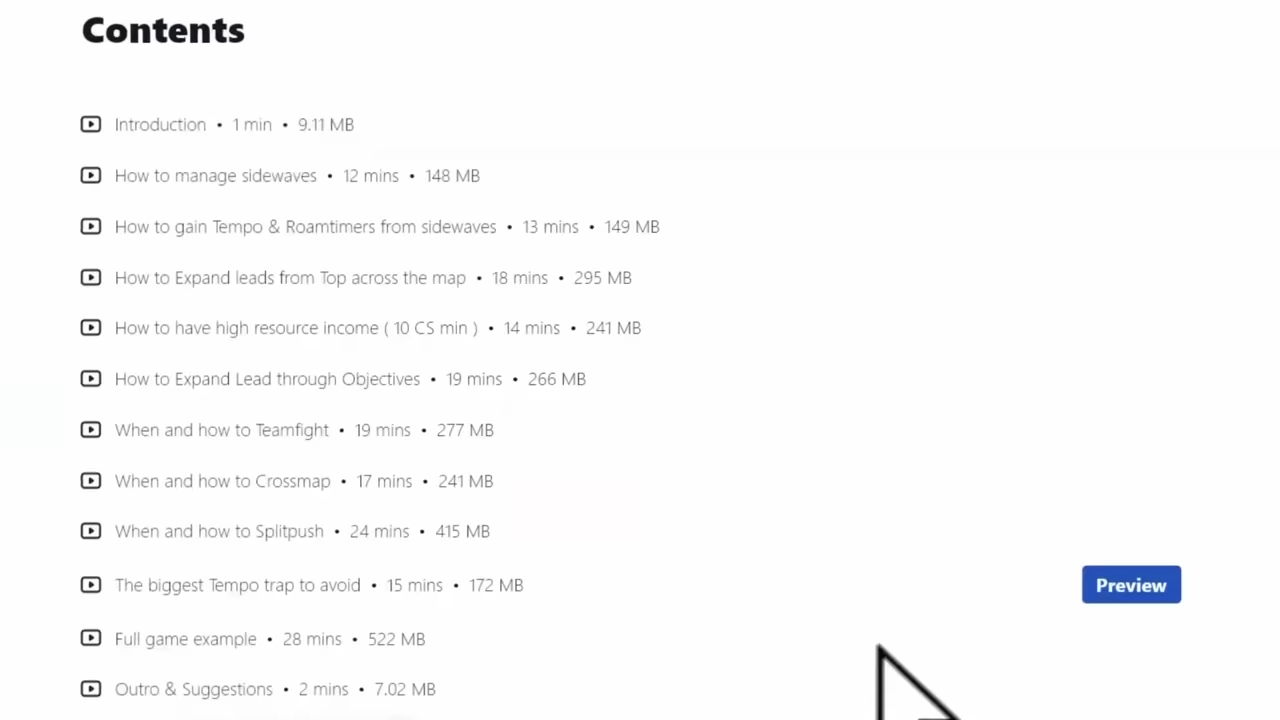 Contents
Introduction • 1 min • 9.11 MB
How to manage sidewaves • 12 mins • 148 MB
How to gain Tempo & Roamtimers from sidewaves • 13 mins • 149 MB
How to Expand leads from Top across the map • 18 mins • 295 MB
How to have high resource income ( 10 CS min ) • 14 mins • 241 MB
How to Expand Lead through Objectives • 19 mins • 266 MB
When and how to Teamfight • 19 mins • 277 MB
When and how to Crossmap • 17 mins • 241 MB
When and how to Splitpush • 24 mins • 415 MB
The biggest Tempo trap to avoid • 15 mins • 172 MB
Preview
Full game example • 28 mins • 522 MB
Outro & Suggestions • 2 mins • 7.02 MB